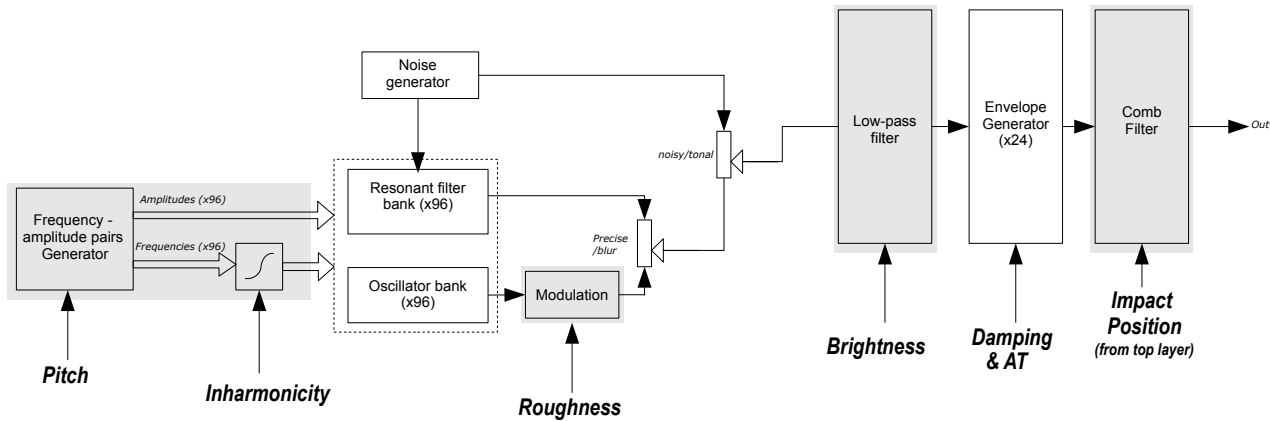 Noise
generator
Amplitudes (x96)
Frequency -
amplitude pairs
Generator
Frequencies (x96)
Resonant filter
bank (x96)
Oscillator bank
(x96)
Modulation
Precise
/blur
noisy/tonal
Low-pass
filter
Envelope
Generator
(x24)
Comb
Filter
Out
Pitch
Inharmonicity
Roughness
Brightness
Damping
& AT
Impact
Position
(from top layer)